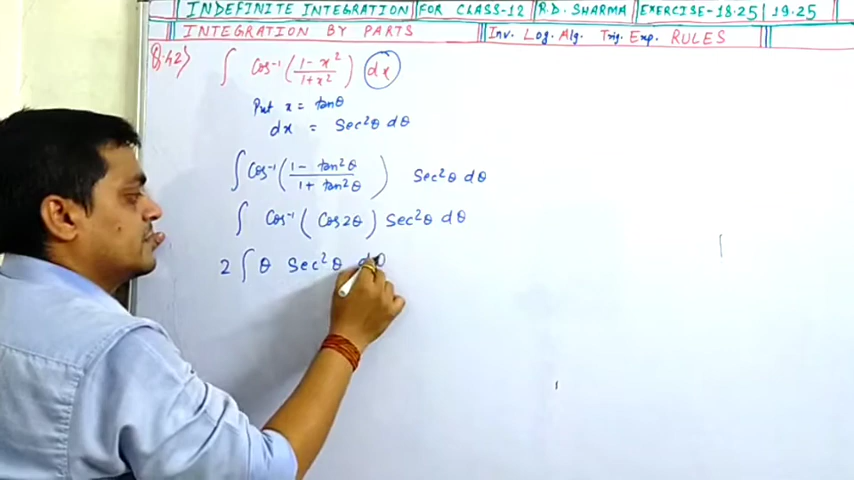 INDEFINITE INTEGRATION FOR CLASS-12 R.D. SHARMA EXERCISE-18.25 19.25
INTEGRATION BY PARTS Inv. Log. Alg. Trig. Exp. RULES
Q.42) ∫ Cos⁻¹(1-x²/1+x²) dx
Put x = tanθ
dx = Sec²θ dθ
∫ Cos⁻¹(1-tan²θ/1+tan²θ) Sec²θ dθ
∫ Cos⁻¹(Cos2θ) Sec²θ dθ
2∫ θ Sec²θ dθ